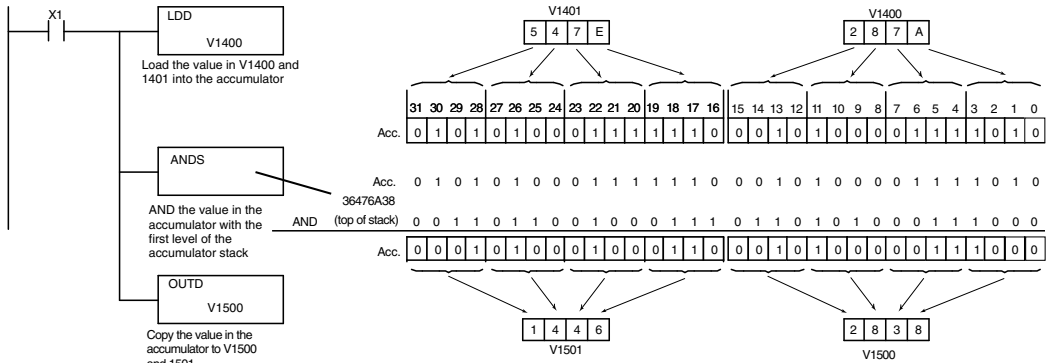 X1
LDD
V1400
Load the value in V1400 and
1401 into the accumulator
ANDS
AND the value in the
accumulator with the
first level of the
accumulator stack
OUTD
V1500
Copy the value in the
accumulator to V1500
and 1501
V1401
5 4 7 E
V1400
2 8 7 A
31 30 29 28 27 26 25 24 23 22 21 20 19 18 17 16 15 14 13 12 11 10 9 8 7 6 5 4 3 2 1 0
Acc. 0 1 0 1 0 1 0 0 0 1 1 1 1 1 1 0 0 0 1 0 1 0 0 0 0 1 1 1 1 0 1 0
Acc. 0 1 0 1 0 1 0 0 0 1 1 1 1 1 1 0 0 0 1 0 1 0 0 0 0 1 1 1 1 0 1 0
36476A38
AND (top of stack) 0 0 1 1 0 1 1 0 0 1 0 0 0 1 1 1 0 1 1 0 1 0 1 0 0 0 1 1 1 0 0 0
Acc. 0 0 0 1 0 1 0 0 0 1 0 0 0 1 1 0 0 0 1 0 1 0 0 0 0 0 1 1 1 0 0 0
1 4 4 6
V1501
2 8 3 8
V1500